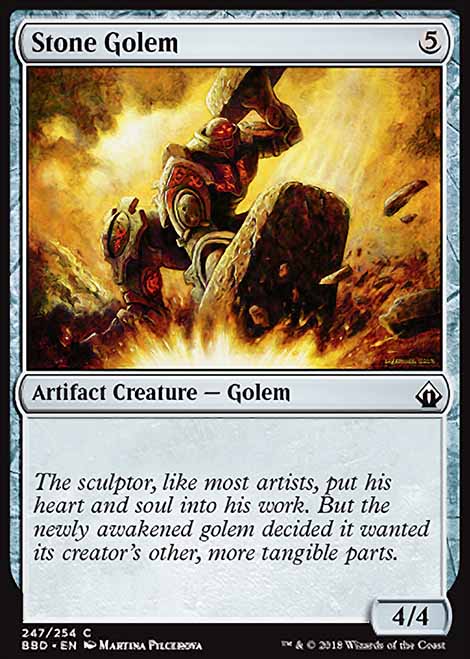 Stone Golem 5
Artifact Creature — Golem
The sculptor, like most artists, put his
heart and soul into his work. But the
newly awakened golem decided it wanted
its creator's other, more tangible parts.
4/4
247/254 C
BBD • EN Martina Pilcerova
™ & © 2018 Wizards of the Coast